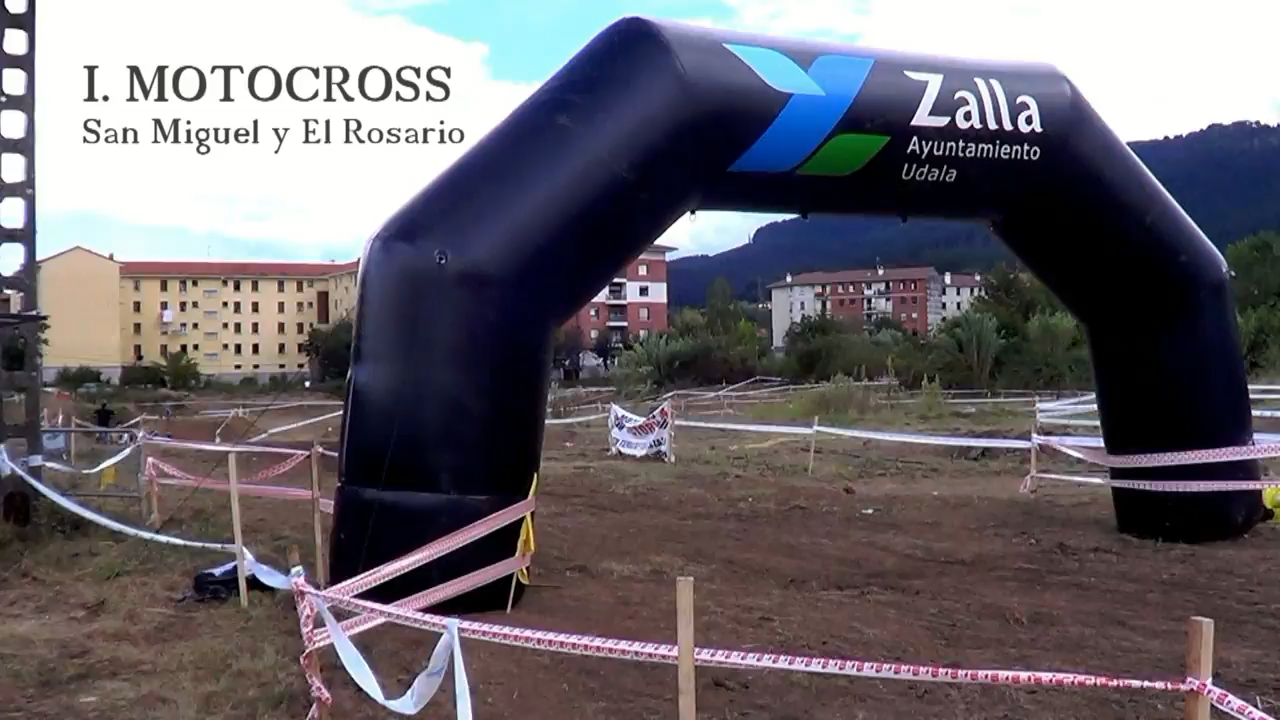 I. MOTOCROSS
San Miguel y El Rosario
Zalla
Ayuntamiento
Udala